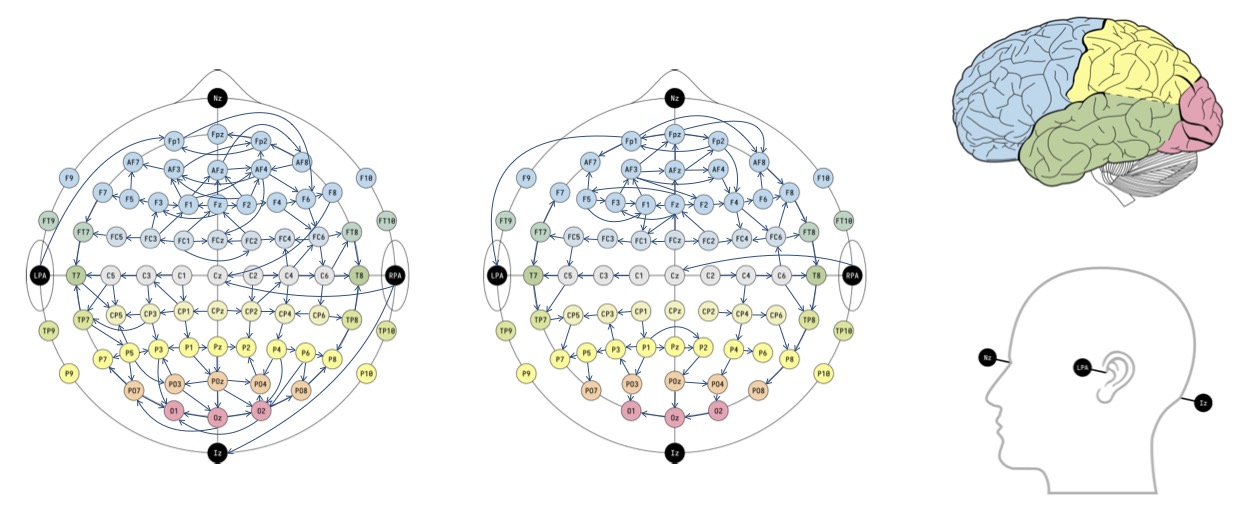 Nz
Fp1 Fpz Fp2
AF7 AF3 AFz AF4 AF8
F9 F7 F5 F3 F1 Fz F2 F4 F6 F8 F10
FT9 FT7 FC5 FC3 FC1 FCz FC2 FC4 FC6 FT8 FT10
LPA T7 C5 C3 C1 Cz C2 C4 C6 T8 RPA
TP9 TP7 CP5 CP3 CP1 CPz CP2 CP4 CP6 TP8 TP10
P9 P7 P5 P3 P1 Pz P2 P4 P6 P8 P10
PO7 PO3 POz PO4 PO8
O1 Oz O2
Iz
Nz
Fp1 Fpz Fp2
AF7 AF3 AFz AF4 AF8
F9 F7 F5 F3 F1 Fz F2 F4 F6 F8 F10
FT9 FT7 FC5 FC3 FC1 FCz FC2 FC4 FC6 FT8 FT10
LPA T7 C5 C3 C1 Cz C2 C4 C6 T8 RPA
TP9 TP7 CP5 CP3 CP1 CPz CP2 CP4 CP6 TP8 TP10
P9 P7 P5 P3 P1 Pz P2 P4 P6 P8 P10
PO7 PO3 POz PO4 PO8
O1 Oz O2
Iz
Nz
LPA
Iz